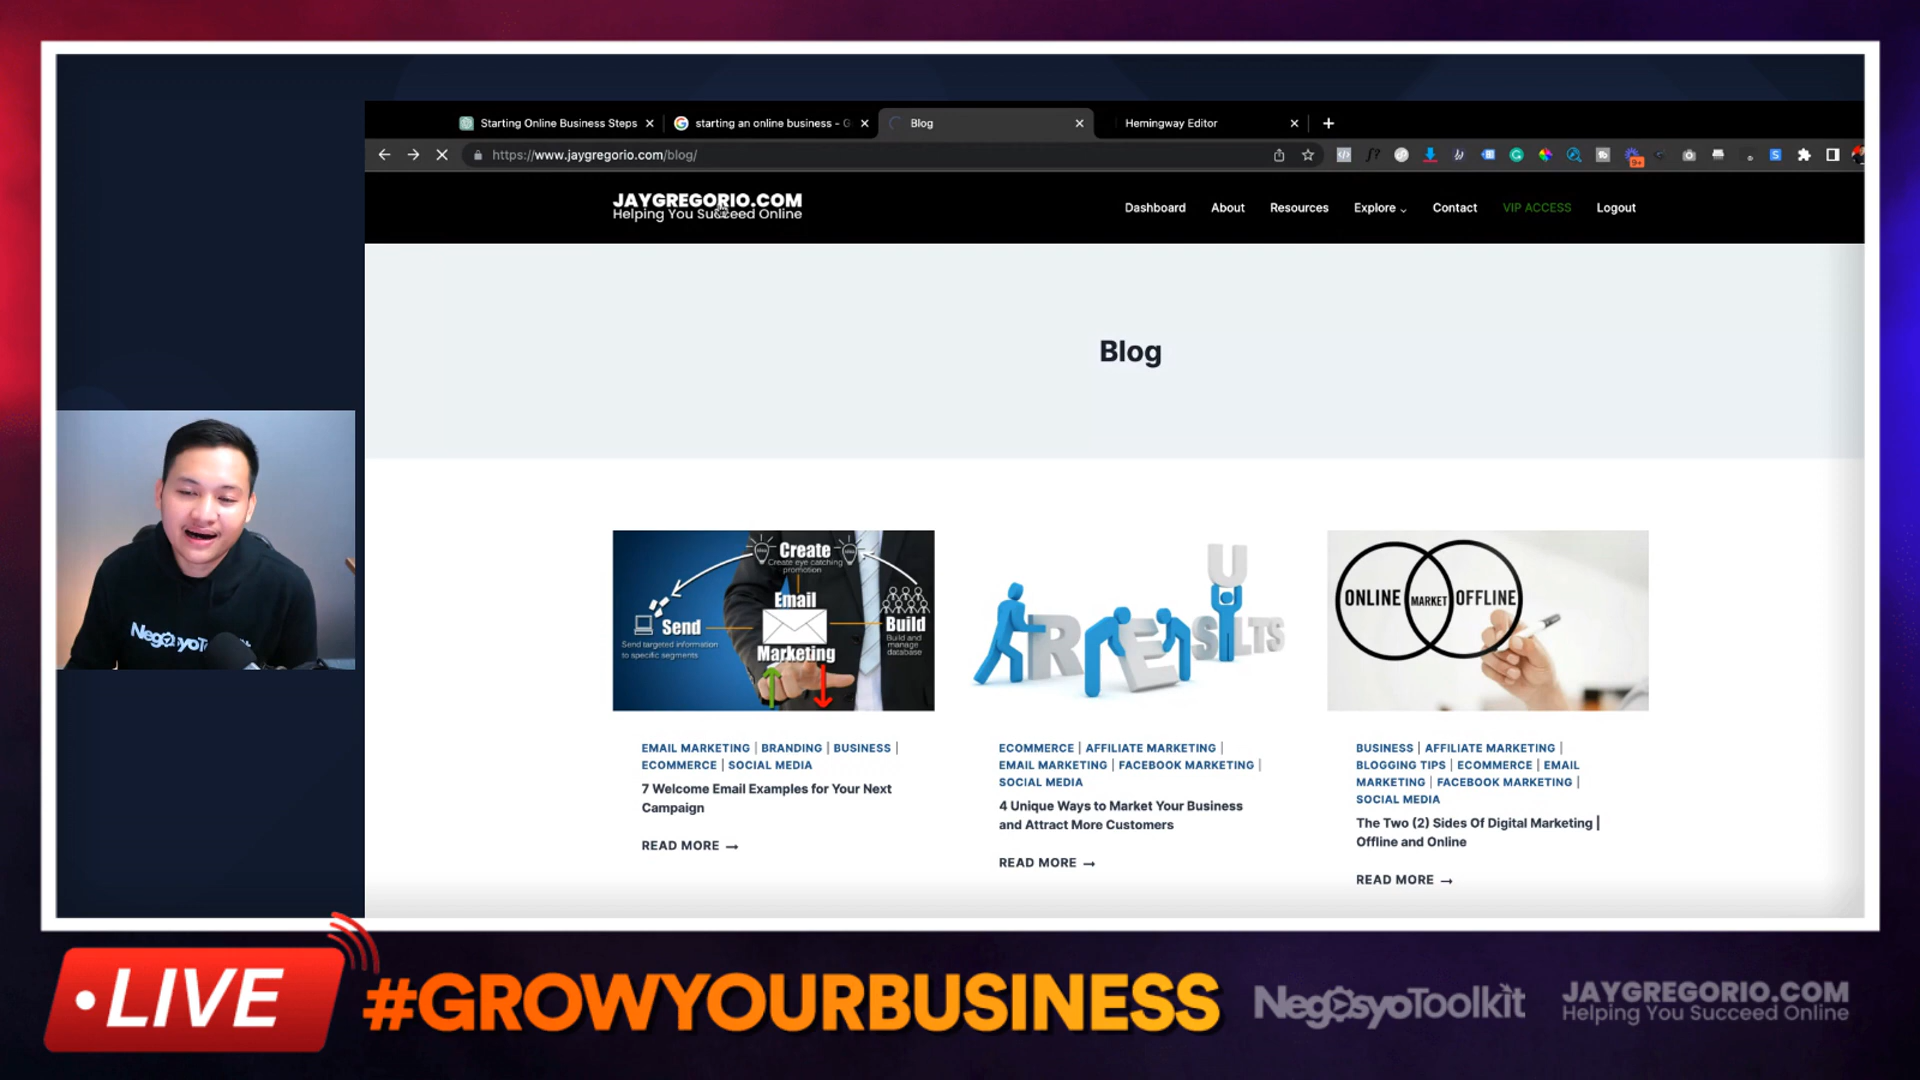 Starting Online Business Steps
starting an online business - G
Blog
Hemingway Editor
https://www.jaygregorio.com/blog/
JAYGREGORIO.COM
Helping You Succeed Online
Dashboard
About
Resources
Explore
Contact
VIP ACCESS
Logout
Blog
Create
Create eye catching
promotion
Email
Marketing
Send
Send targeted information
to specific segments
Build
Build and
manage
database
RESULTS
ONLINE
MARKET
OFFLINE
EMAIL MARKETING | BRANDING | BUSINESS |
ECOMMERCE | SOCIAL MEDIA
7 Welcome Email Examples for Your Next
Campaign
READ MORE →
ECOMMERCE | AFFILIATE MARKETING |
EMAIL MARKETING | FACEBOOK MARKETING |
SOCIAL MEDIA
4 Unique Ways to Market Your Business
and Attract More Customers
READ MORE →
BUSINESS | AFFILIATE MARKETING |
BLOGGING TIPS | ECOMMERCE | EMAIL
MARKETING | FACEBOOK MARKETING |
SOCIAL MEDIA
The Two (2) Sides Of Digital Marketing |
Offline and Online
READ MORE →
LIVE
#GROWYOURBUSINESS
NegosyoToolkit
JAYGREGORIO.COM
Helping You Succeed Online